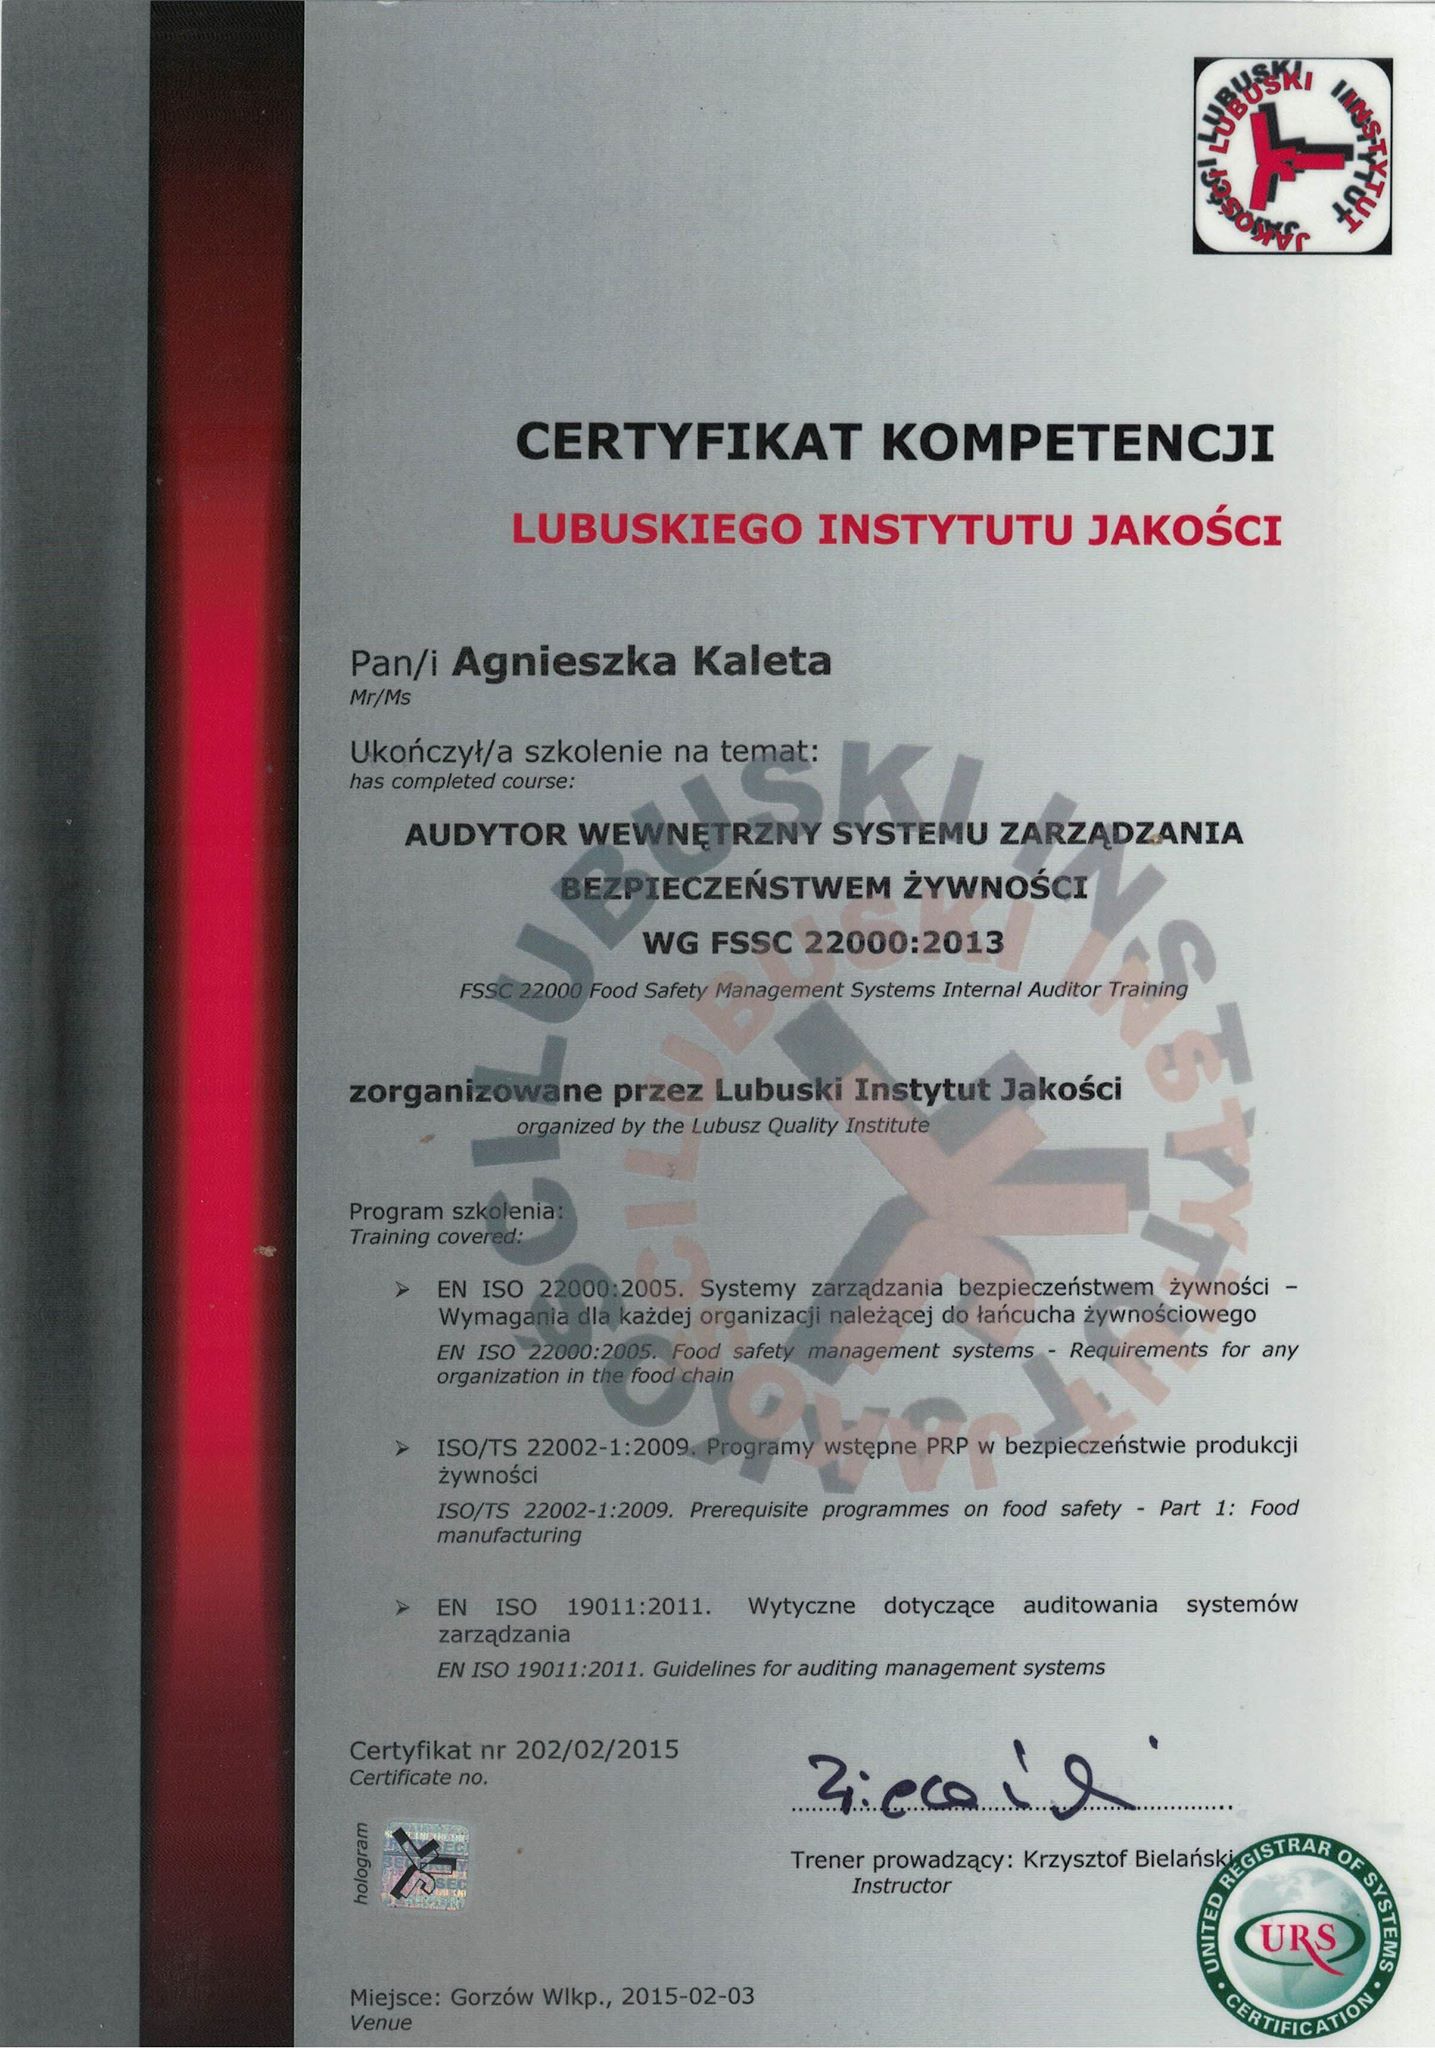 LUBUSKI INSTYTUT JAKOŚCI
CERTYFIKAT KOMPETENCJI
LUBUSKIEGO INSTYTUTU JAKOŚCI
Pan/i Agnieszka Kaleta
Mr/Ms
Ukończył/a szkolenie na temat:
has completed course:
AUDYTOR WEWNĘTRZNY SYSTEMU ZARZĄDZANIA
BEZPIECZEŃSTWEM ŻYWNOŚCI
WG FSSC 22000:2013
FSSC 22000 Food Safety Management Systems Internal Auditor Training
zorganizowane przez Lubuski Instytut Jakości
organized by the Lubusz Quality Institute
Program szkolenia:
Training covered:
➢ EN ISO 22000:2005. Systemy zarządzania bezpieczeństwem żywności –
Wymagania dla każdej organizacji należącej do łańcucha żywnościowego
EN ISO 22000:2005. Food safety management systems - Requirements for any
organization in the food chain
➢ ISO/TS 22002-1:2009. Programy wstępne PRP w bezpieczeństwie produkcji
żywności
ISO/TS 22002-1:2009. Prerequisite programmes on food safety - Part 1: Food
manufacturing
➢ EN ISO 19011:2011. Wytyczne dotyczące auditowania systemów
zarządzania
EN ISO 19011:2011. Guidelines for auditing management systems
Certyfikat nr 202/02/2015
Certificate no.
hologram
Trener prowadzący: Krzysztof Bielański
Instructor
UNITED REGISTRAR OF SYSTEMS
URS
CERTIFICATION
Miejsce: Gorzów Wlkp., 2015-02-03
Venue